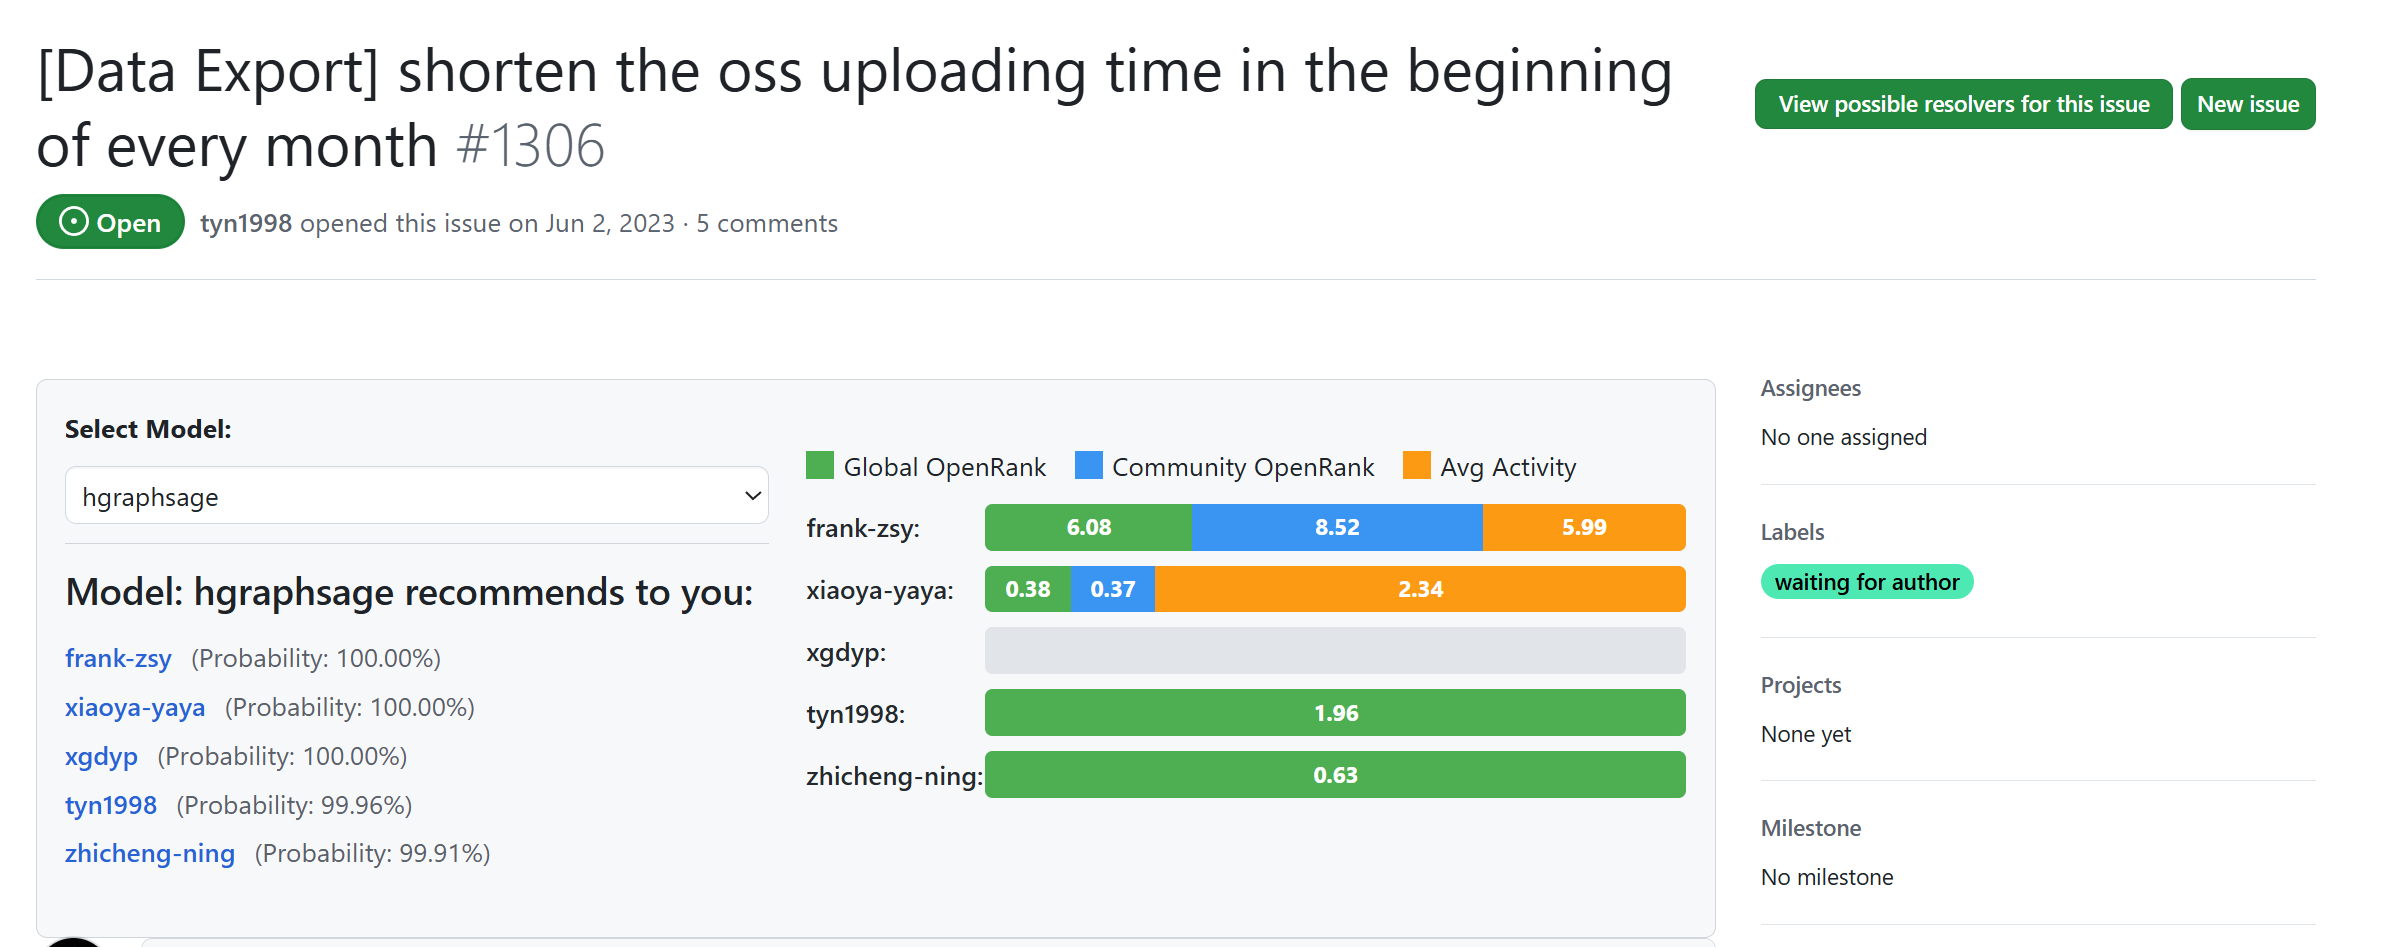 [Data Export] shorten the oss uploading time in the beginning
of every month #1306
View possible resolvers for this issue
New issue
Open
tyn1998 opened this issue on Jun 2, 2023 · 5 comments
Select Model:
hgraphsage
Model: hgraphsage recommends to you:
frank-zsy (Probability: 100.00%)
xiaoya-yaya (Probability: 100.00%)
xgdyp (Probability: 100.00%)
tyn1998 (Probability: 99.96%)
zhicheng-ning (Probability: 99.91%)
Global OpenRank Community OpenRank Avg Activity
frank-zsy: 6.08 8.52 5.99
xiaoya-yaya: 0.38 0.37 2.34
xgdyp:
tyn1998: 1.96
zhicheng-ning: 0.63
Assignees
No one assigned
Labels
waiting for author
Projects
None yet
Milestone
No milestone